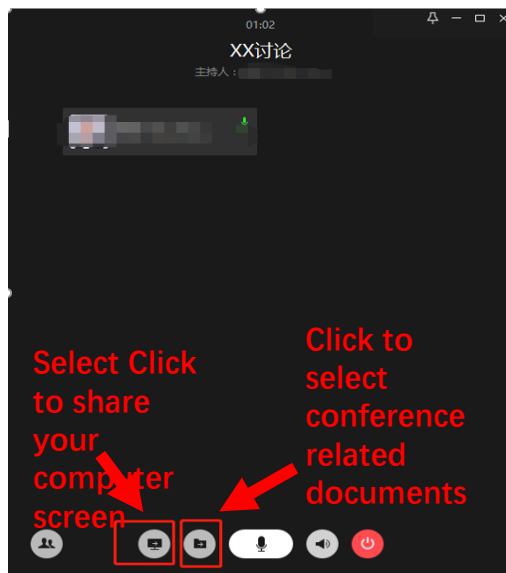 01:02
XX讨论
主持人：
Select Click
to share
your
computer
screen
Click to
select
conference
related
documents